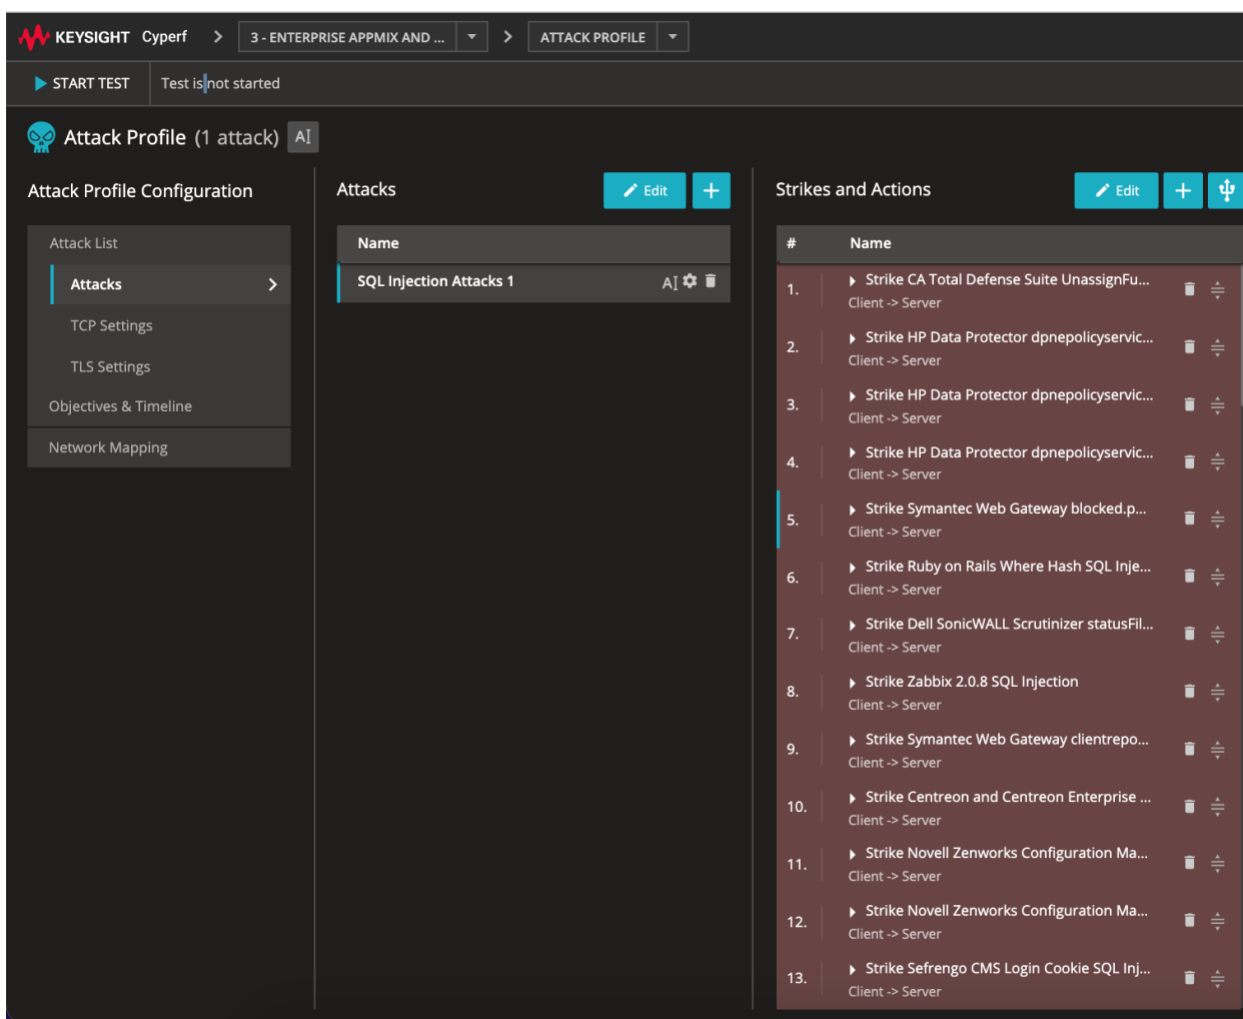 KEYSIGHT Cyperf > 3 - ENTERPRISE APPMIX AND ... > ATTACK PROFILE
START TEST Test is not started
Attack Profile (1 attack)
Attack Profile Configuration
Attack List
Attacks
TCP Settings
TLS Settings
Objectives & Timeline
Network Mapping
Attacks Edit +
Name
SQL Injection Attacks 1
Strikes and Actions Edit +
# Name
1. Strike CA Total Defense Suite UnassignFu...
Client -> Server
2. Strike HP Data Protector dpnepolicyservic...
Client -> Server
3. Strike HP Data Protector dpnepolicyservic...
Client -> Server
4. Strike HP Data Protector dpnepolicyservic...
Client -> Server
5. Strike Symantec Web Gateway blocked.p...
Client -> Server
6. Strike Ruby on Rails Where Hash SQL Inje...
Client -> Server
7. Strike Dell SonicWALL Scrutinizer statusFil...
Client -> Server
8. Strike Zabbix 2.0.8 SQL Injection
Client -> Server
9. Strike Symantec Web Gateway clientrepo...
Client -> Server
10. Strike Centreon and Centreon Enterprise ...
Client -> Server
11. Strike Novell Zenworks Configuration Ma...
Client -> Server
12. Strike Novell Zenworks Configuration Ma...
Client -> Server
13. Strike Sefrengo CMS Login Cookie SQL Inj...
Client -> Server